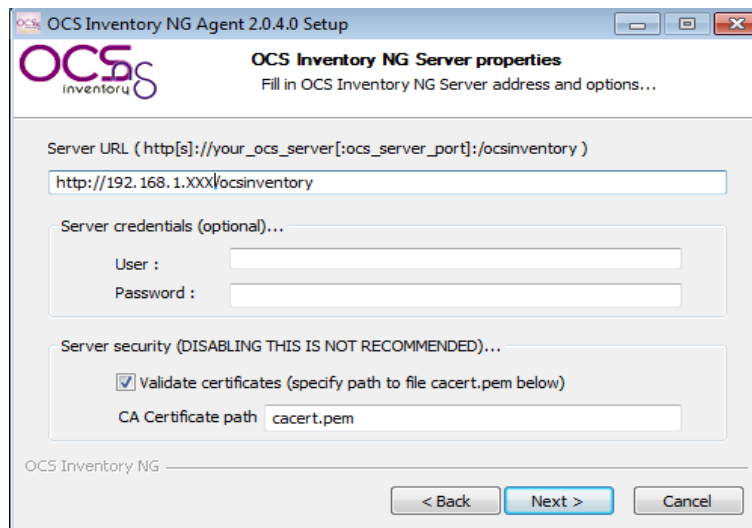 OCS Inventory NG Agent 2.0.4.0 Setup
OCS
inventory
OCS Inventory NG Server properties
Fill in OCS Inventory NG Server address and options...
Server URL ( http[s]://your_ocs_server[:ocs_server_port]:/ocsinventory )
http://192.168.1.XXX/ocsinventory
Server credentials (optional)...
User :
Password :
Server security (DISABLING THIS IS NOT RECOMMENDED)...
Validate certificates (specify path to file cacert.pem below)
CA Certificate path cacert.pem
OCS Inventory NG
< Back Next > Cancel